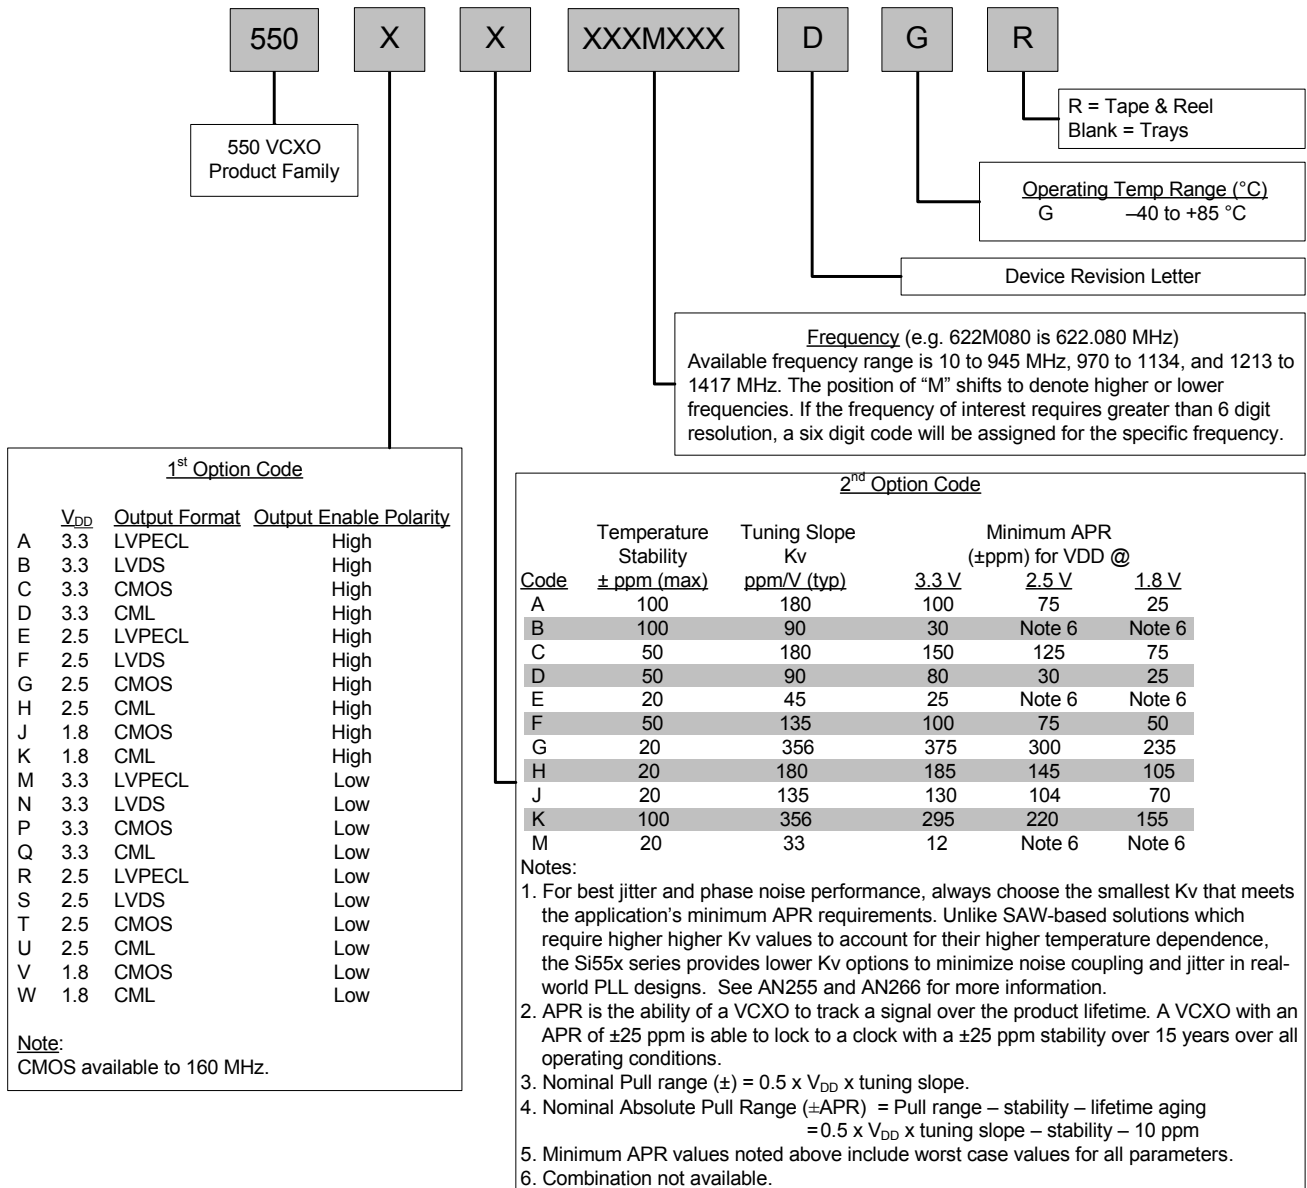 550 X X XXXMXXX D G R
R = Tape & Reel
Blank = Trays
550 VCXO
Product Family
Operating Temp Range (°C)
G –40 to +85 °C
Device Revision Letter
Frequency (e.g. 622M080 is 622.080 MHz)
Available frequency range is 10 to 945 MHz, 970 to 1134, and 1213 to
1417 MHz. The position of “M” shifts to denote higher or lower
frequencies. If the frequency of interest requires greater than 6 digit
resolution, a six digit code will be assigned for the specific frequency.
1st Option Code
VDD Output Format Output Enable Polarity
A 3.3 LVPECL High
B 3.3 LVDS High
C 3.3 CMOS High
D 3.3 CML High
E 2.5 LVPECL High
F 2.5 LVDS High
G 2.5 CMOS High
H 2.5 CML High
J 1.8 CMOS High
K 1.8 CML High
M 3.3 LVPECL Low
N 3.3 LVDS Low
P 3.3 CMOS Low
Q 3.3 CML Low
R 2.5 LVPECL Low
S 2.5 LVDS Low
T 2.5 CMOS Low
U 2.5 CML Low
V 1.8 CMOS Low
W 1.8 CML Low
Note:
CMOS available to 160 MHz.
2nd Option Code
Temperature Tuning Slope Minimum APR
Stability Kv (±ppm) for VDD @
Code ± ppm (max) ppm/V (typ) 3.3 V 2.5 V 1.8 V
A 100 180 100 75 25
B 100 90 30 Note 6 Note 6
C 50 180 150 125 75
D 50 90 80 30 25
E 20 45 25 Note 6 Note 6
F 50 135 100 75 50
G 20 356 375 300 235
H 20 180 185 145 105
J 20 135 130 104 70
K 100 356 295 220 155
M 20 33 12 Note 6 Note 6
Notes:
1. For best jitter and phase noise performance, always choose the smallest Kv that meets
the application’s minimum APR requirements. Unlike SAW-based solutions which
require higher higher Kv values to account for their higher temperature dependence,
the Si55x series provides lower Kv options to minimize noise coupling and jitter in real-
world PLL designs. See AN255 and AN266 for more information.
2. APR is the ability of a VCXO to track a signal over the product lifetime. A VCXO with an
APR of ±25 ppm is able to lock to a clock with a ±25 ppm stability over 15 years over all
operating conditions.
3. Nominal Pull range (±) = 0.5 x VDD x tuning slope.
4. Nominal Absolute Pull Range (±APR) = Pull range – stability – lifetime aging
= 0.5 x VDD x tuning slope – stability – 10 ppm
5. Minimum APR values noted above include worst case values for all parameters.
6. Combination not available.